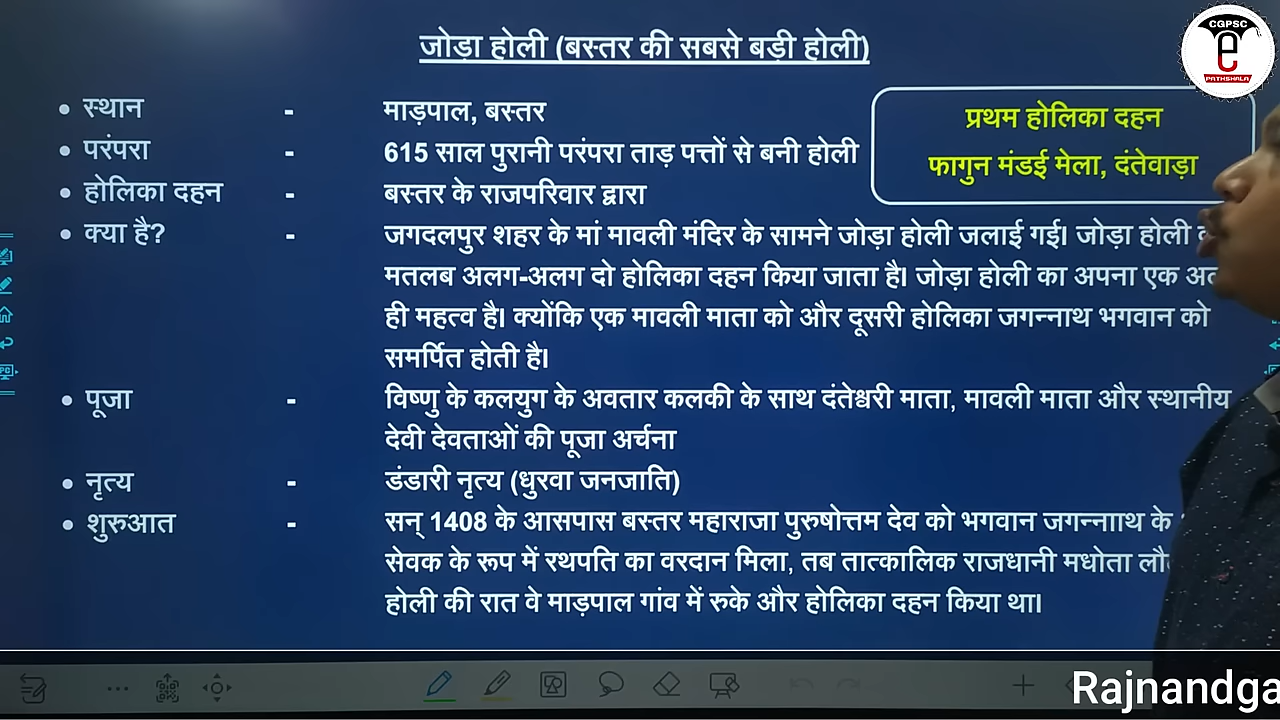 CGPSC
e
PATHSHALA
जोड़ा होली (बस्तर की सबसे बड़ी होली)
प्रथम होलिका दहन
फागुन मंडई मेला, दंतेवाड़ा
• स्थान - माड़पाल, बस्तर
• परंपरा - 615 साल पुरानी परंपरा ताड़ पत्तों से बनी होली
• होलिका दहन - बस्तर के राजपरिवार द्वारा
• क्या है? - जगदलपुर शहर के मां मावली मंदिर के सामने जोड़ा होली जलाई गई। जोड़ा होली
मतलब अलग-अलग दो होलिका दहन किया जाता है। जोड़ा होली का अपना एक
ही महत्व है। क्योंकि एक मावली माता को और दूसरी होलिका जगन्नाथ भगवान को
समर्पित होती है।
• पूजा - विष्णु के कलयुग के अवतार कलकी के साथ दंतेश्वरी माता, मावली माता और स्थानीय
देवी देवताओं की पूजा अर्चना
• नृत्य - डंडारी नृत्य (धुरवा जनजाति)
• शुरुआत - सन् 1408 के आसपास बस्तर महाराजा पुरुषोत्तम देव को भगवान जगन्नााथ के
सेवक के रूप में रथपति का वरदान मिला, तब तात्कालिक राजधानी मधोता
होली की रात वे माड़पाल गांव में रुके और होलिका दहन किया था।
Rajnandga